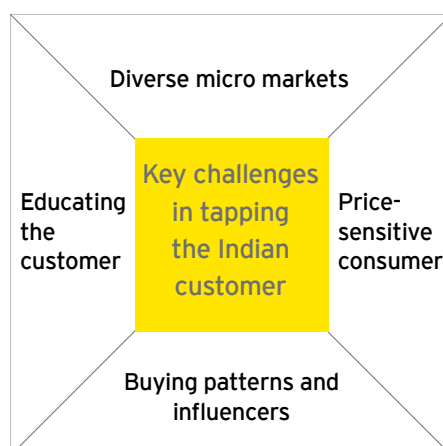 Diverse micro markets
Educating
the
customer
Key challenges
in tapping
the Indian
customer
Price-
sensitive
consumer
Buying patterns and
influencers